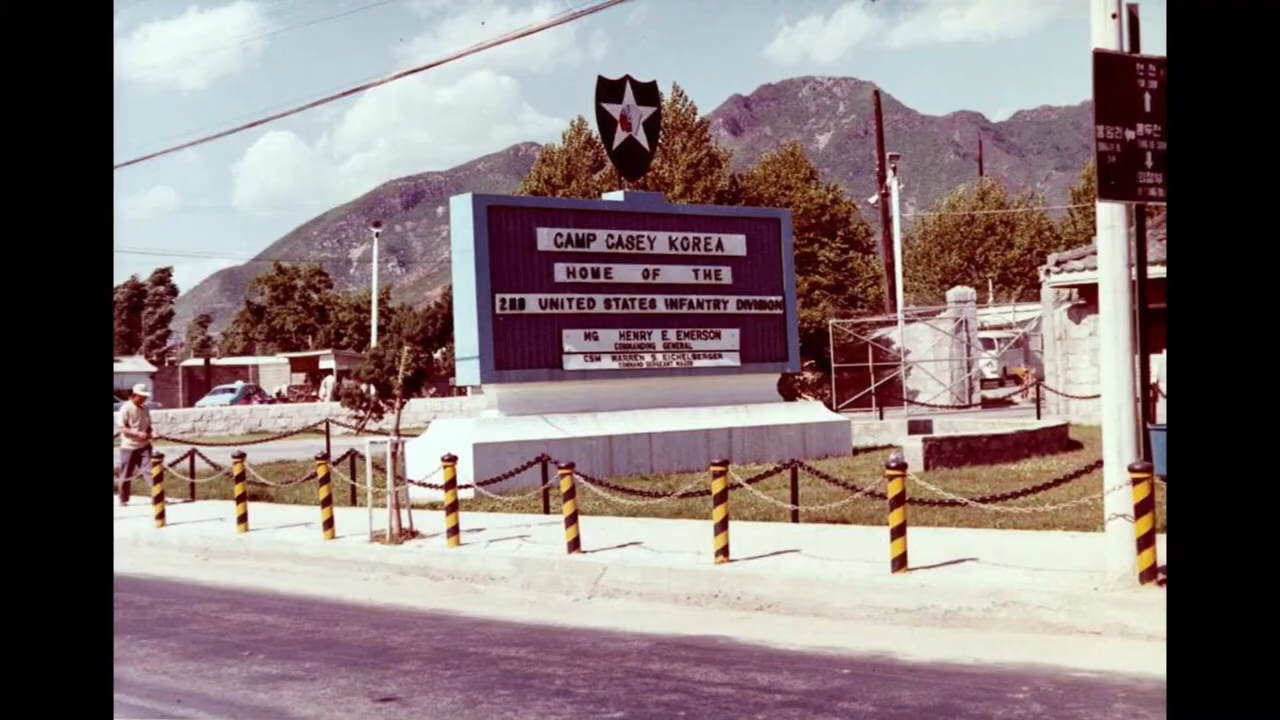 CAMP CASEY KOREA
HOME OF THE
2ND UNITED STATES INFANTRY DIVISION
MG HENRY E. EMERSON
COMMANDING GENERAL
CSM WARREN S. EICHELBERGER
COMMAND SERGEANT MAJOR